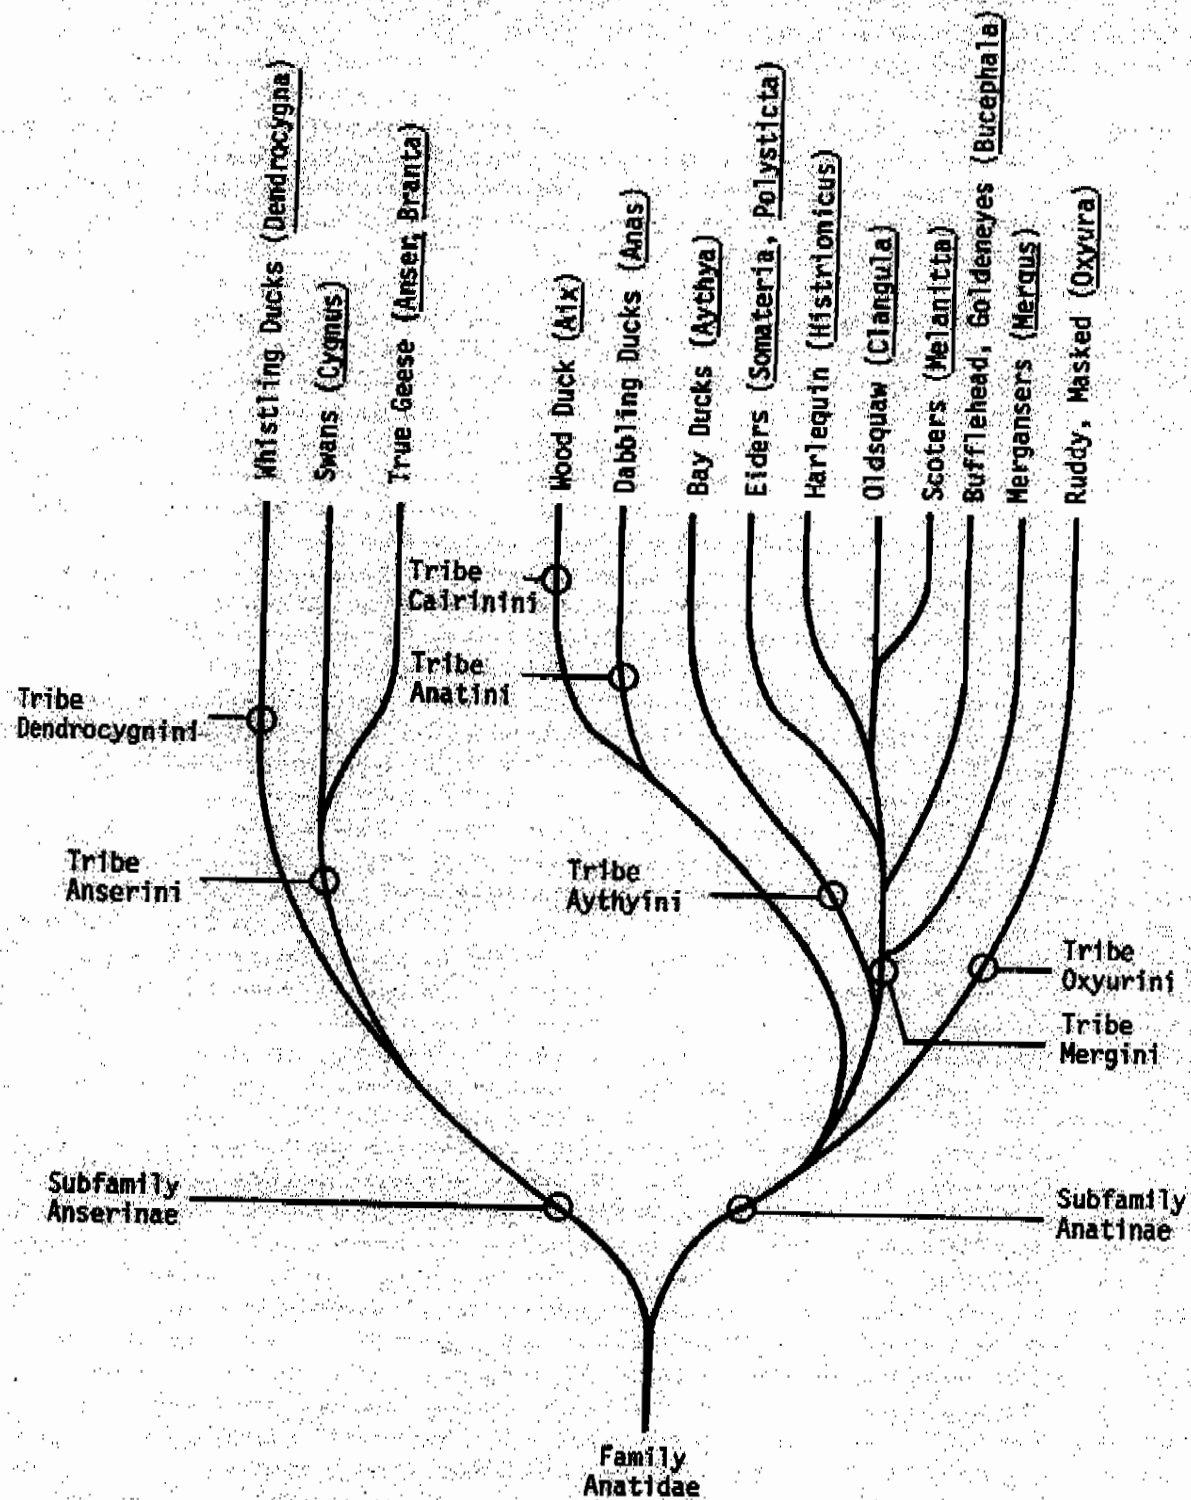 Whistling Ducks (Dendrocygna)
Swans (Cygnus)
True Geese (Anser, Branta)
Wood Duck (Aix)
Dabbling Ducks (Anas)
Bay Ducks (Aythya)
Eiders (Somateria, Polysticta)
Harlequin (Histrionicus)
Oldsquaw (Clangula)
Scoters (Melanitta)
Bufflehead, Goldeneyes (Bucephala)
Mergansers (Mergus)
Ruddy, Masked (Oxyura)
Tribe
Cairinini
Tribe
Anatini
Tribe
Dendrocygnini
Tribe
Anserini
Tribe
Aythyini
Tribe
Oxyurini
Tribe
Mergini
Subfamily
Anserinae
Subfamily
Anatinae
Family
Anatidae